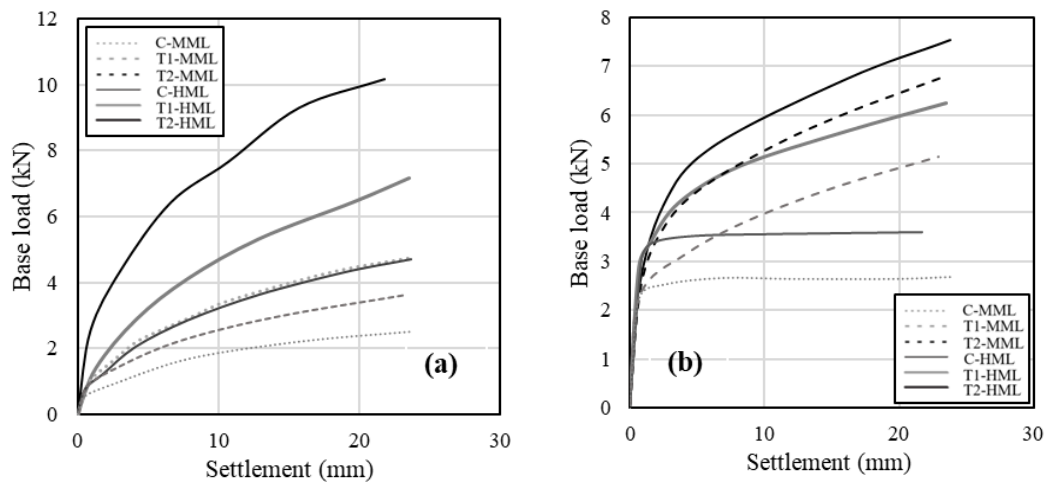 12
10
8
6
4
2
0
Base load (kN)
C-MML
T1-MML
T2-MML
C-HML
T1-HML
T2-HML
(a)
0
10
20
30
Settlement (mm)
8
7
6
5
4
3
2
1
0
Base load (kN)
C-MML
T1-MML
T2-MML
C-HML
T1-HML
T2-HML
(b)
0
10
20
30
Settlement (mm)